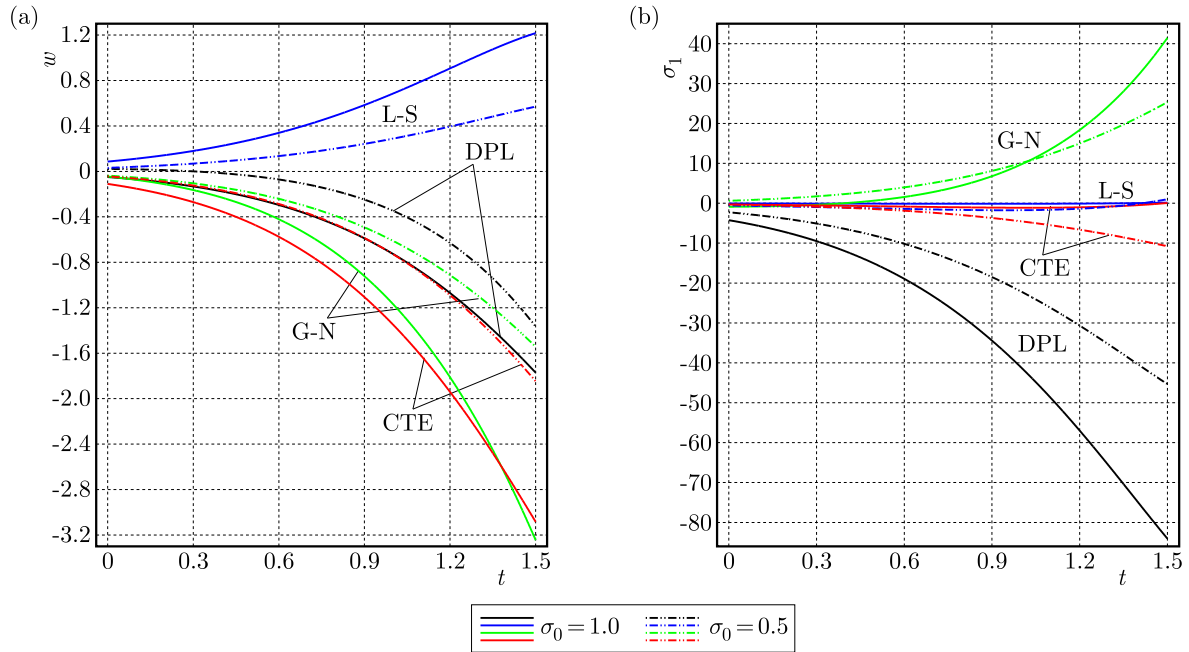 (a)
w
1.2
0.8
0.4
0
-0.4
-0.8
-1.2
-1.6
-2.0
-2.4
-2.8
-3.2
L-S
DPL
G-N
CTE
0 0.3 0.6 0.9 1.2 1.5
t
(b)
σ1
40
30
20
10
0
-10
-20
-30
-40
-50
-60
-70
-80
G-N
L-S
CTE
DPL
0 0.3 0.6 0.9 1.2 1.5
t
σ0 = 1.0 σ0 = 0.5